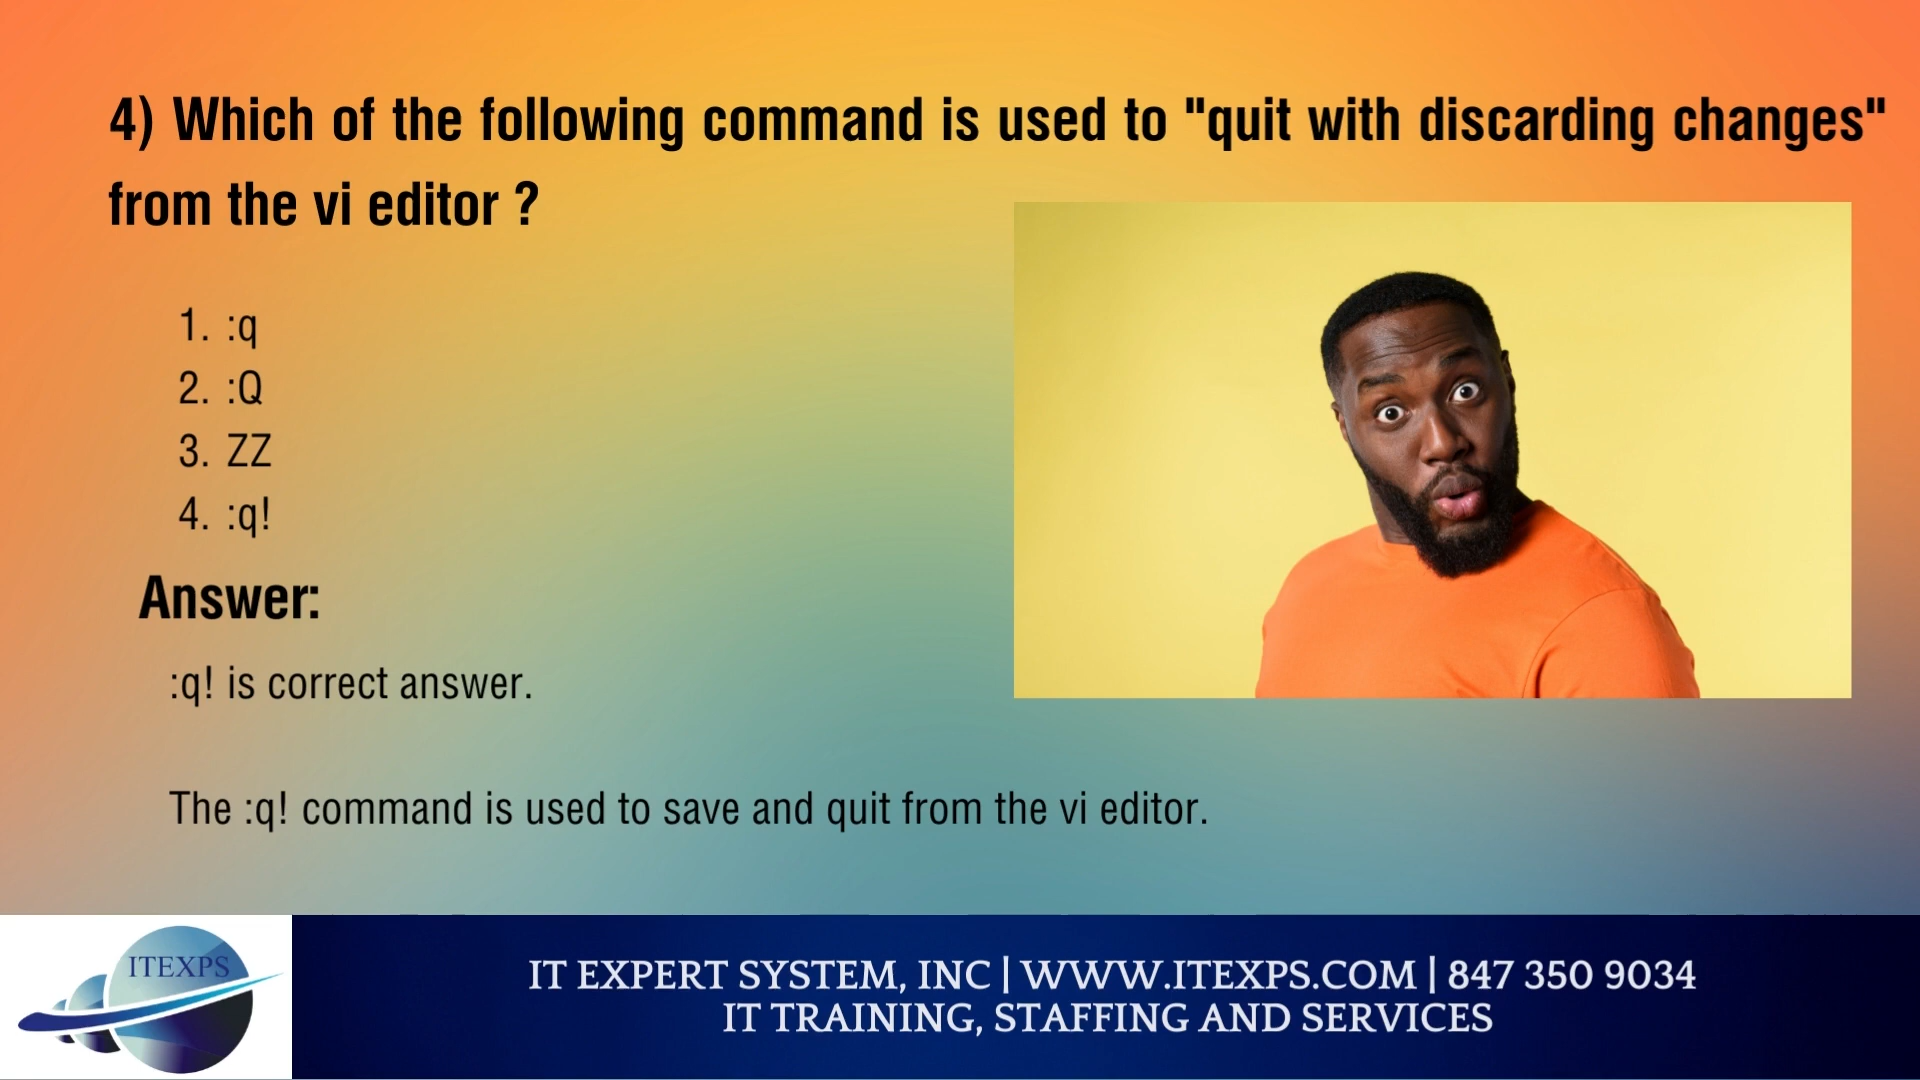 4) Which of the following command is used to "quit with discarding changes"
from the vi editor ?
1. :q
2. :Q
3. ZZ
4. :q!
Answer:
:q! is correct answer.
The :q! command is used to save and quit from the vi editor.
ITEXPS
IT EXPERT SYSTEM, INC | WWW.ITEXPS.COM | 847 350 9034
IT TRAINING, STAFFING AND SERVICES